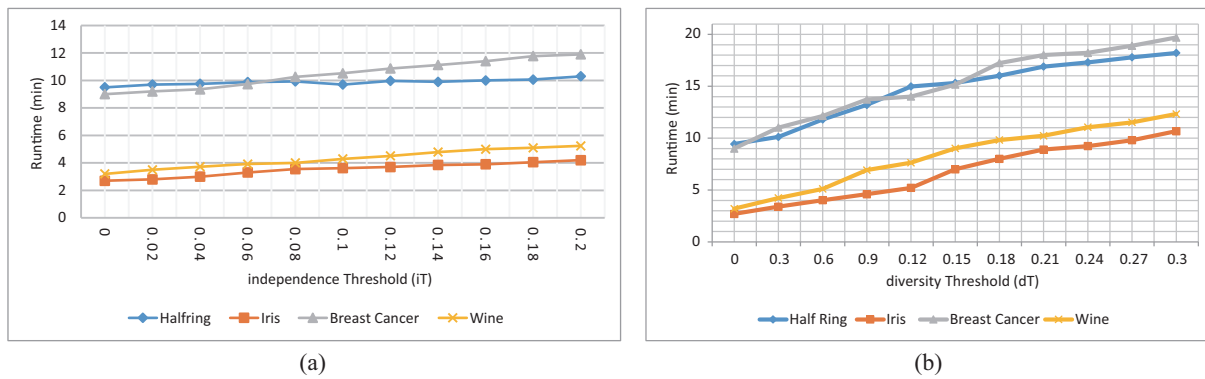 14
12
10
8
6
4
2
0
Runtime (min)
0 0.02 0.04 0.06 0.08 0.1 0.12 0.14 0.16 0.18 0.2
independence Threshold (iT)
Halfring Iris Breast Cancer Wine
(a)
20
15
10
5
0
Runtime (min)
0 0.3 0.6 0.9 0.12 0.15 0.18 0.21 0.24 0.27 0.3
diversity Threshold (dT)
Half Ring Iris Breast Cancer Wine
(b)